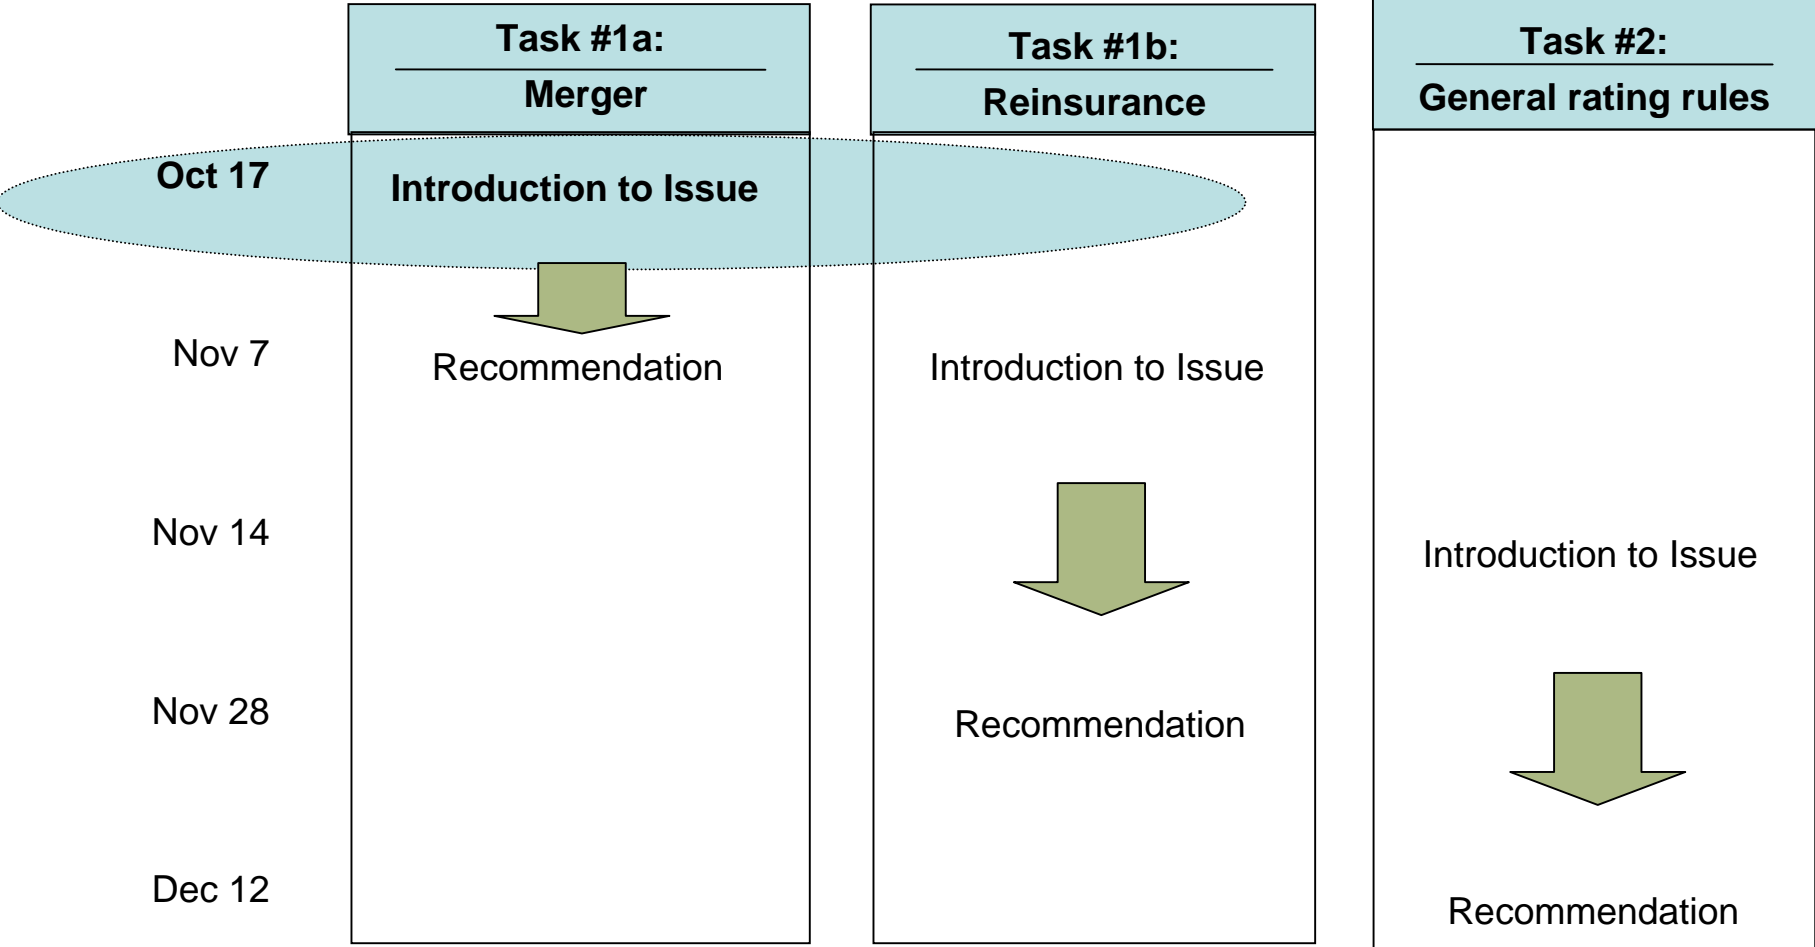 Task #1a:
Merger
Task #1b:
Reinsurance
Task #2:
General rating rules
Oct 17
Introduction to Issue
Nov 7
Recommendation
Introduction to Issue
Nov 14
Introduction to Issue
Nov 28
Recommendation
Dec 12
Recommendation